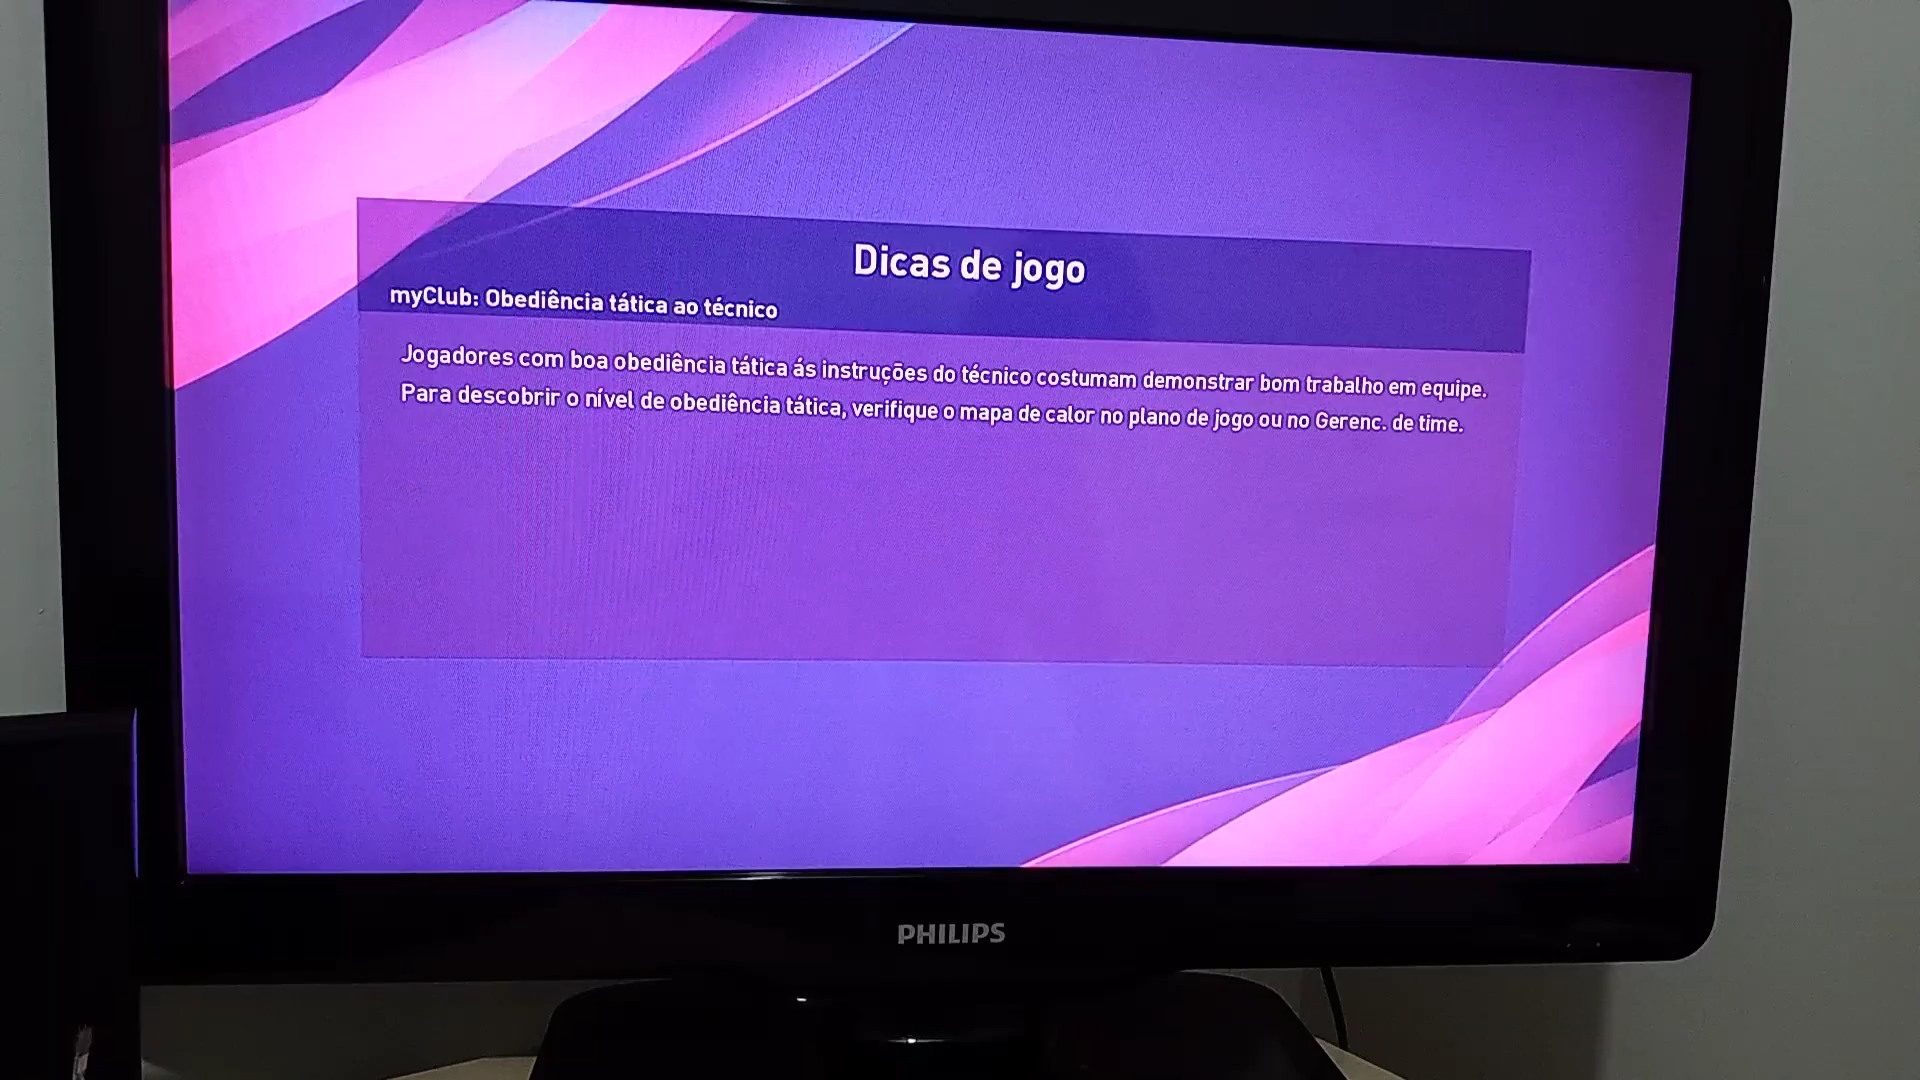 Dicas de jogo
myClub: Obediência tática ao técnico
Jogadores com boa obediência tática ás instruções do técnico costumam demonstrar bom trabalho em equipe.
Para descobrir o nível de obediência tática, verifique o mapa de calor no plano de jogo ou no Gerenc. de time.
PHILIPS